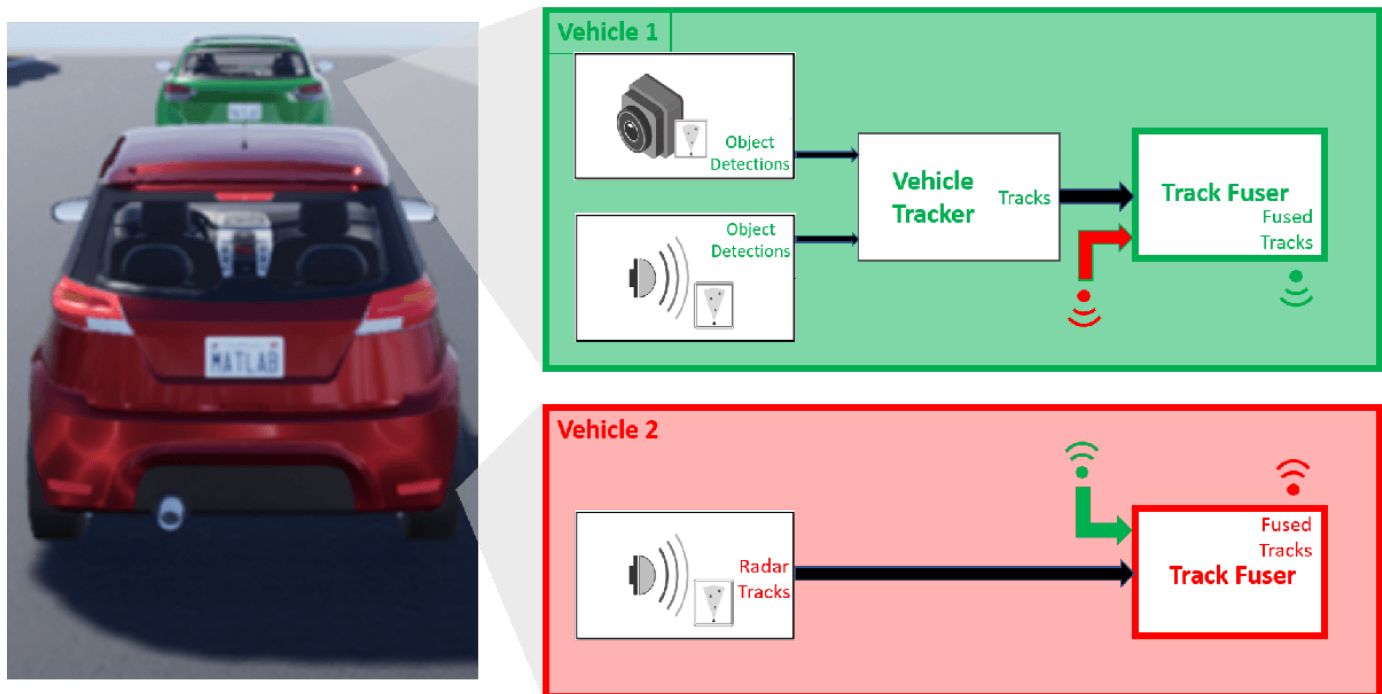 Vehicle 1
Object
Detections
Object
Detections
Vehicle
Tracker
Tracks
Track Fuser
Fused
Tracks
MATLAB
Vehicle 2
Radar
Tracks
Fused
Tracks
Track Fuser